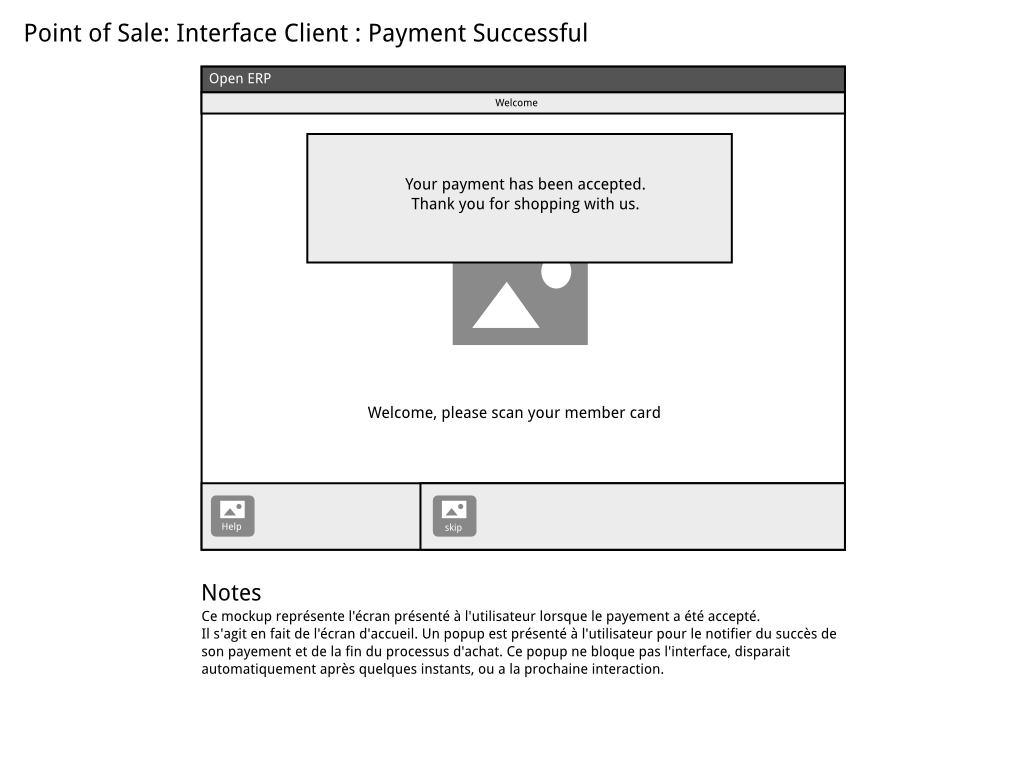 Point of Sale: Interface Client : Payment Successful
Open ERP
Welcome
Your payment has been accepted.
Thank you for shopping with us.
Welcome, please scan your member card
Help
skip
Notes
Ce mockup représente l'écran présenté à l'utilisateur lorsque le payement a été accepté.
Il s'agit en fait de l'écran d'accueil. Un popup est présenté à l'utilisateur pour le notifier du succès de
son payement et de la fin du processus d'achat. Ce popup ne bloque pas l'interface, disparait
automatiquement après quelques instants, ou a la prochaine interaction.